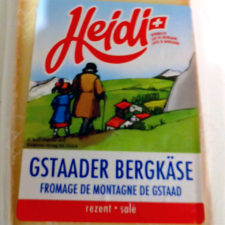 Heidi
GSTAADER BERGKÄSE
FROMAGE DE MONTAGNE DE GSTAAD
rezent • salé